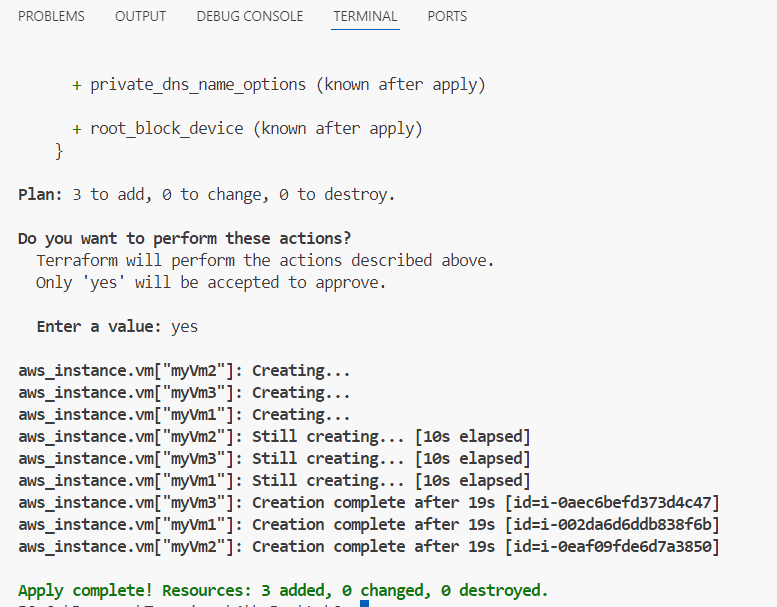 PROBLEMS OUTPUT DEBUG CONSOLE TERMINAL PORTS
+ private_dns_name_options (known after apply)
+ root_block_device (known after apply)
}
Plan: 3 to add, 0 to change, 0 to destroy.
Do you want to perform these actions?
Terraform will perform the actions described above.
Only 'yes' will be accepted to approve.
Enter a value: yes
aws_instance.vm["myVm2"]: Creating...
aws_instance.vm["myVm3"]: Creating...
aws_instance.vm["myVm1"]: Creating...
aws_instance.vm["myVm2"]: Still creating... [10s elapsed]
aws_instance.vm["myVm3"]: Still creating... [10s elapsed]
aws_instance.vm["myVm1"]: Still creating... [10s elapsed]
aws_instance.vm["myVm3"]: Creation complete after 19s [id=i-0aec6befd373d4c47]
aws_instance.vm["myVm1"]: Creation complete after 19s [id=i-002da6d6ddb838f6b]
aws_instance.vm["myVm2"]: Creation complete after 19s [id=i-0eaf09fde6d7a3850]
Apply complete! Resources: 3 added, 0 changed, 0 destroyed.